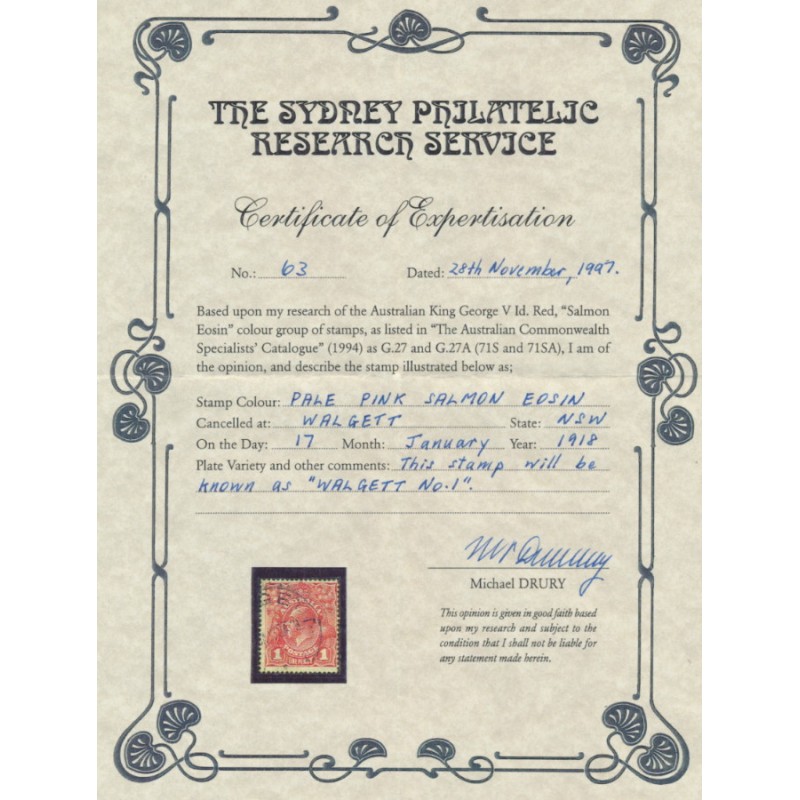 THE SYDNEY PHILATELIC
RESEARCH SERVICE
Certificate of Expertisation
No.: 63 Dated: 28th November, 1997.
Based upon my research of the Australian King George V Id. Red, "Salmon
Eosin" colour group of stamps, as listed in "The Australian Commonwealth
Specialists' Catalogue" (1994) as G.27 and G.27A (71S and 71SA), I am of
the opinion, and describe the stamp illustrated below as;
Stamp Colour: PALE PINK SALMON EOSIN
Cancelled at: WALGETT State: NSW
On the Day: 17 Month: January Year: 1918
Plate Variety and other comments: This stamp will be
known as "WALGETT No.1".
Michael DRURY
This opinion is given in good faith based
upon my research and subject to the
condition that I shall not be liable for
any statement made herein.
1 POSTAGE 1